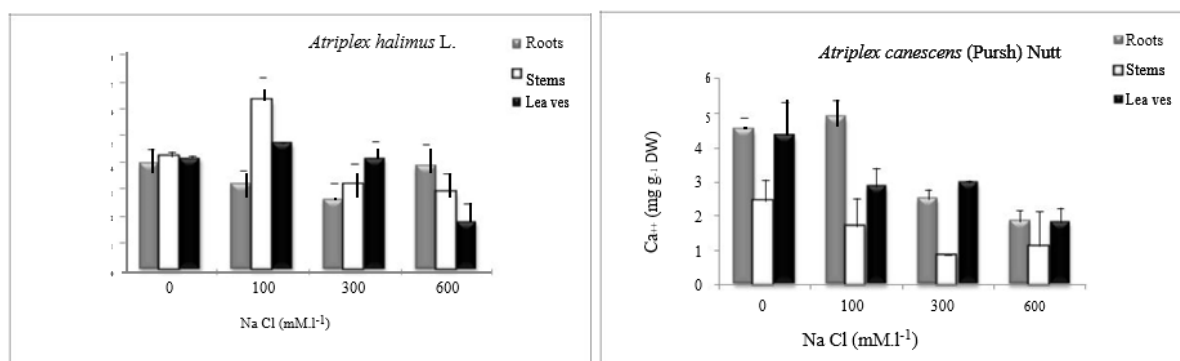 Atriplex halimus L.
Roots
Stems
Lea ves
0 100 300 600
Na Cl (mM.l-1)
Atriplex canescens (Pursh) Nutt
Roots
Stems
Lea ves
Ca++ (mg g-1 DW)
6
5
4
3
2
1
0
0 100 300 600
Na Cl (mM.l-1)